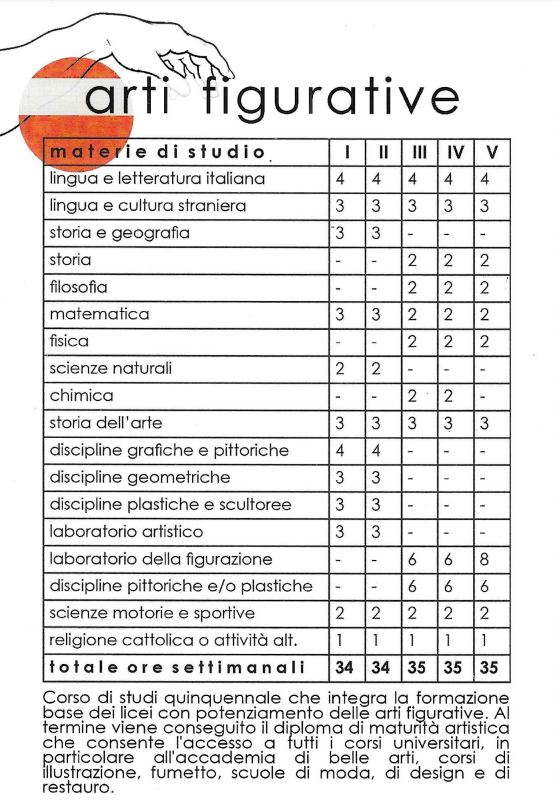 arti figurative
materie di studio I II III IV V
lingua e letteratura italiana 4 4 4 4 4
lingua e cultura straniera 3 3 3 3 3
storia e geografia 3 3 - - -
storia - - 2 2 2
filosofia - - 2 2 2
matematica 3 3 2 2 2
fisica - - 2 2 2
scienze naturali 2 2 - - -
chimica - - 2 2 -
storia dell'arte 3 3 3 3 3
discipline grafiche e pittoriche 4 4 - - -
discipline geometriche 3 3 - - -
discipline plastiche e scultoree 3 3 - - -
laboratorio artistico 3 3 - - -
laboratorio della figurazione - - 6 6 8
discipline pittoriche e/o plastiche - - 6 6 6
scienze motorie e sportive 2 2 2 2 2
religione cattolica o attività alt. 1 1 1 1 1
totale ore settimanali 34 34 35 35 35
Corso di studi quinquennale che integra la formazione
base dei licei con potenziamento delle arti figurative. Al
termine viene conseguito il diploma di maturità artistica
che consente l'accesso a tutti i corsi universitari, in
particolare all'accademia di belle arti, corsi di
illustrazione, fumetto, scuole di moda, di design e di
restauro.